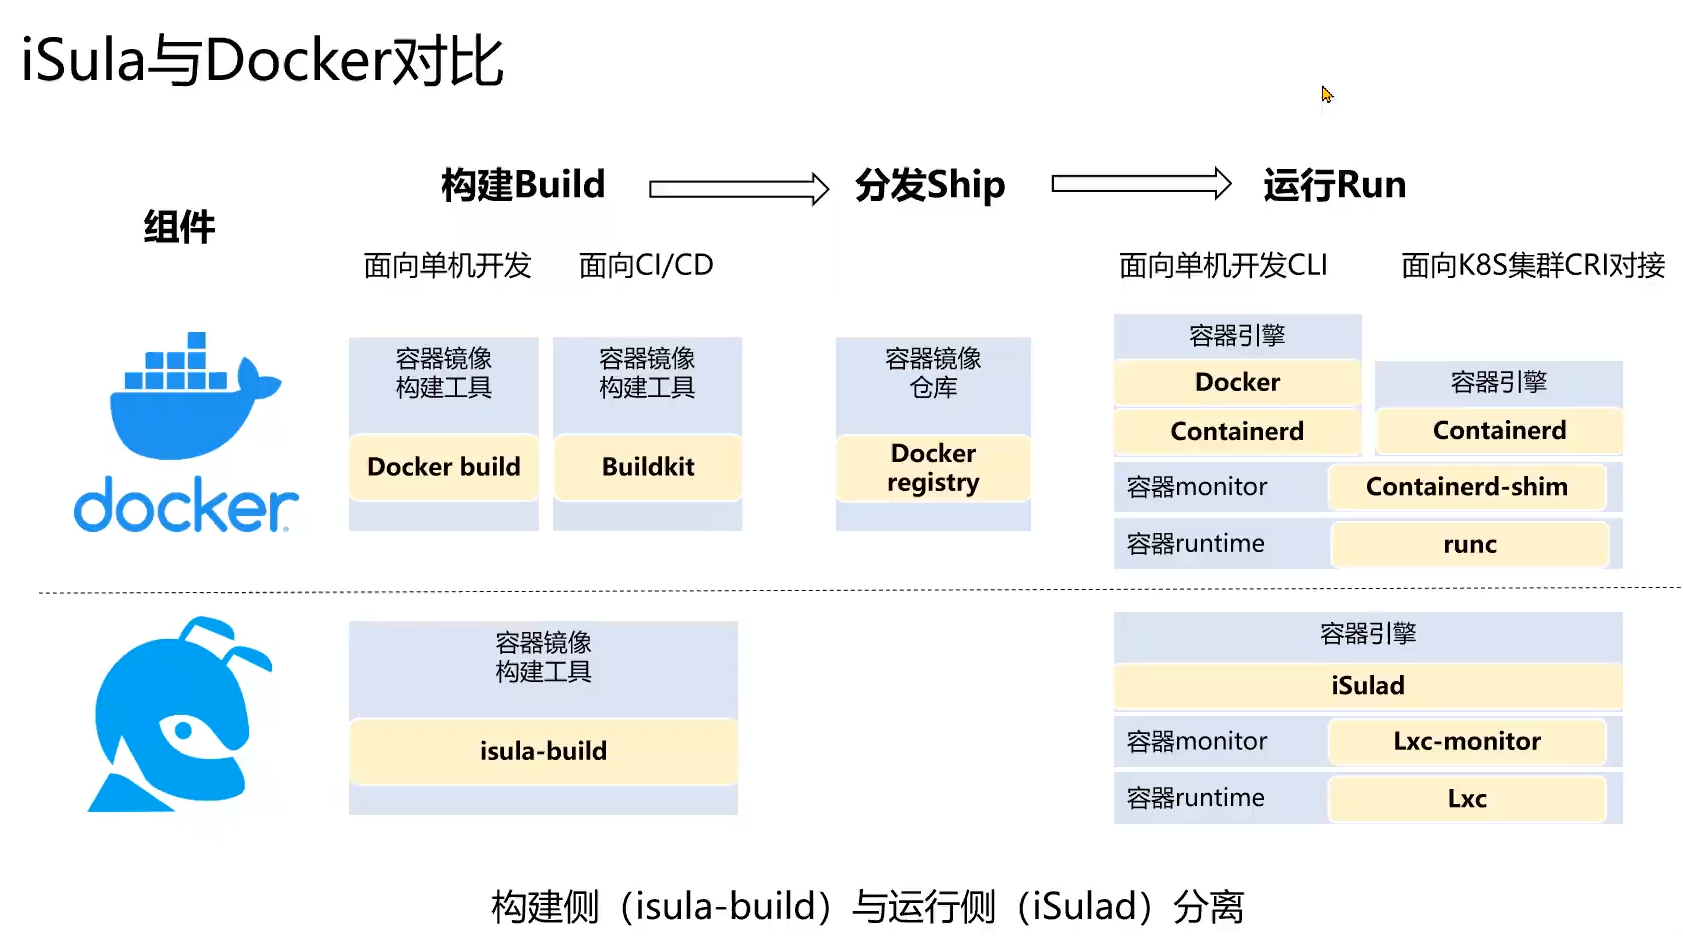 iSula与Docker对比
组件
构建Build
分发Ship
运行Run
面向单机开发
面向CI/CD
面向单机开发CLI
面向K8S集群CRI对接
docker
容器镜像
构建工具
Docker build
容器镜像
构建工具
Buildkit
容器镜像
仓库
Docker
registry
容器引擎
Docker
Containerd
容器引擎
Containerd
容器monitor
Containerd-shim
容器runtime
runc
容器镜像
构建工具
isula-build
容器引擎
iSulad
容器monitor
Lxc-monitor
容器runtime
Lxc
构建侧（isula-build）与运行侧（iSulad）分离